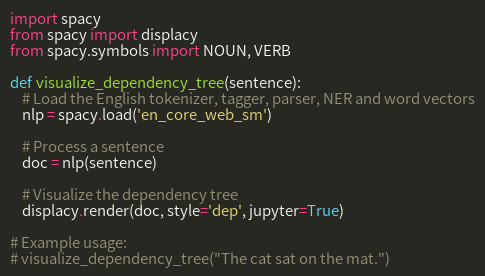 import spacy
from spacy import displacy
from spacy.symbols import NOUN, VERB

def visualize_dependency_tree(sentence):
    # Load the English tokenizer, tagger, parser, NER and word vectors
    nlp = spacy.load('en_core_web_sm')

    # Process a sentence
    doc = nlp(sentence)

    # Visualize the dependency tree
    displacy.render(doc, style='dep', jupyter=True)

# Example usage:
# visualize_dependency_tree("The cat sat on the mat.")